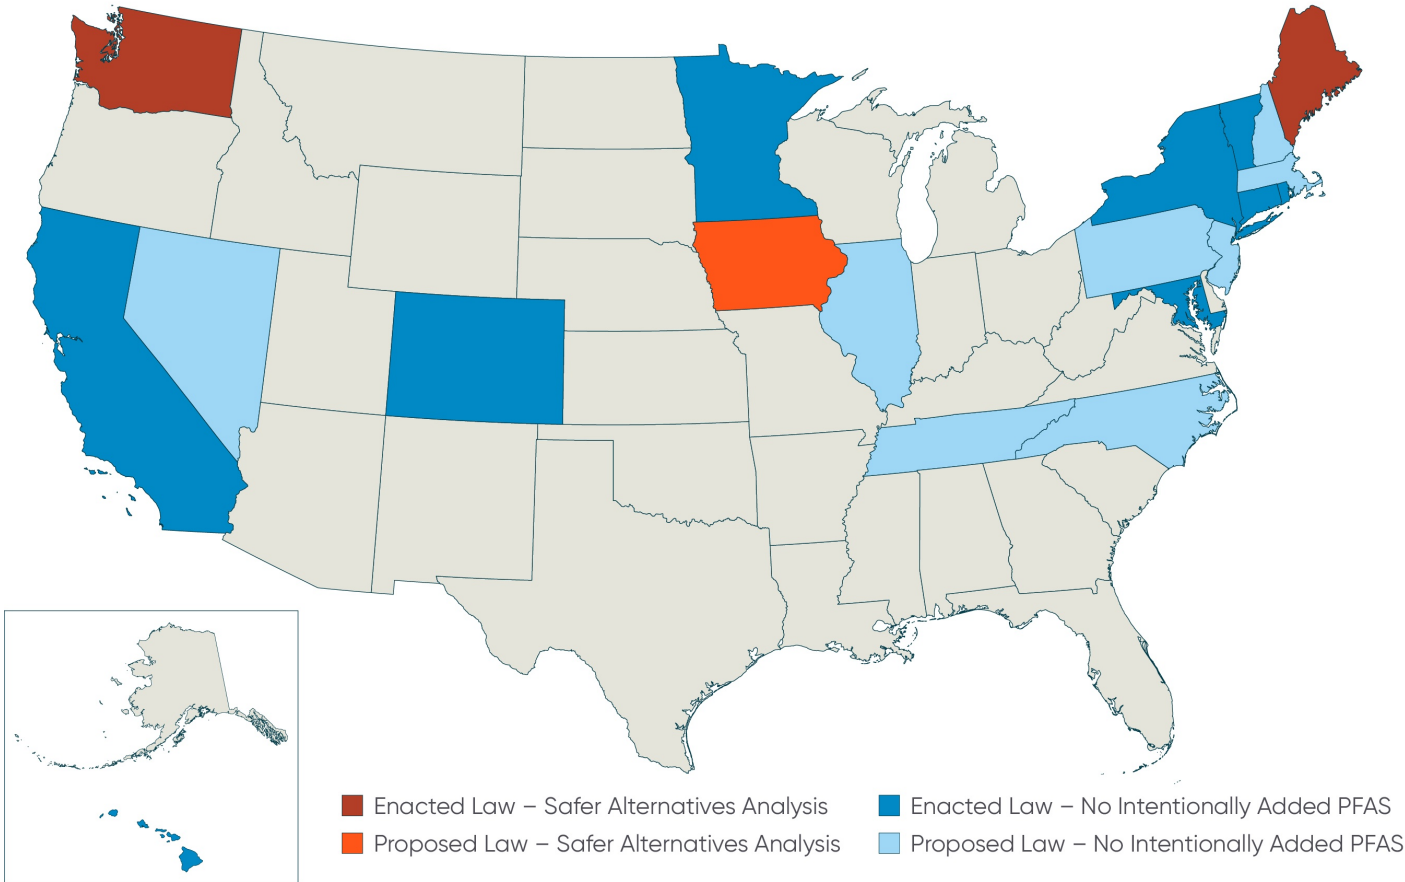 Enacted Law – Safer Alternatives Analysis
Enacted Law – No Intentionally Added PFAS
Proposed Law – Safer Alternatives Analysis
Proposed Law – No Intentionally Added PFAS